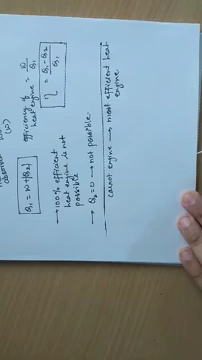 absorbed
(W)
Q₁ = W + Q₂
efficiency of heat engine = W / Q₁
η = Q₁ - Q₂ / Q₁
→ 100% efficient
heat engine is not
possible
→ Q₂ = 0 → not possible.
carnot engine → most efficient heat
engine